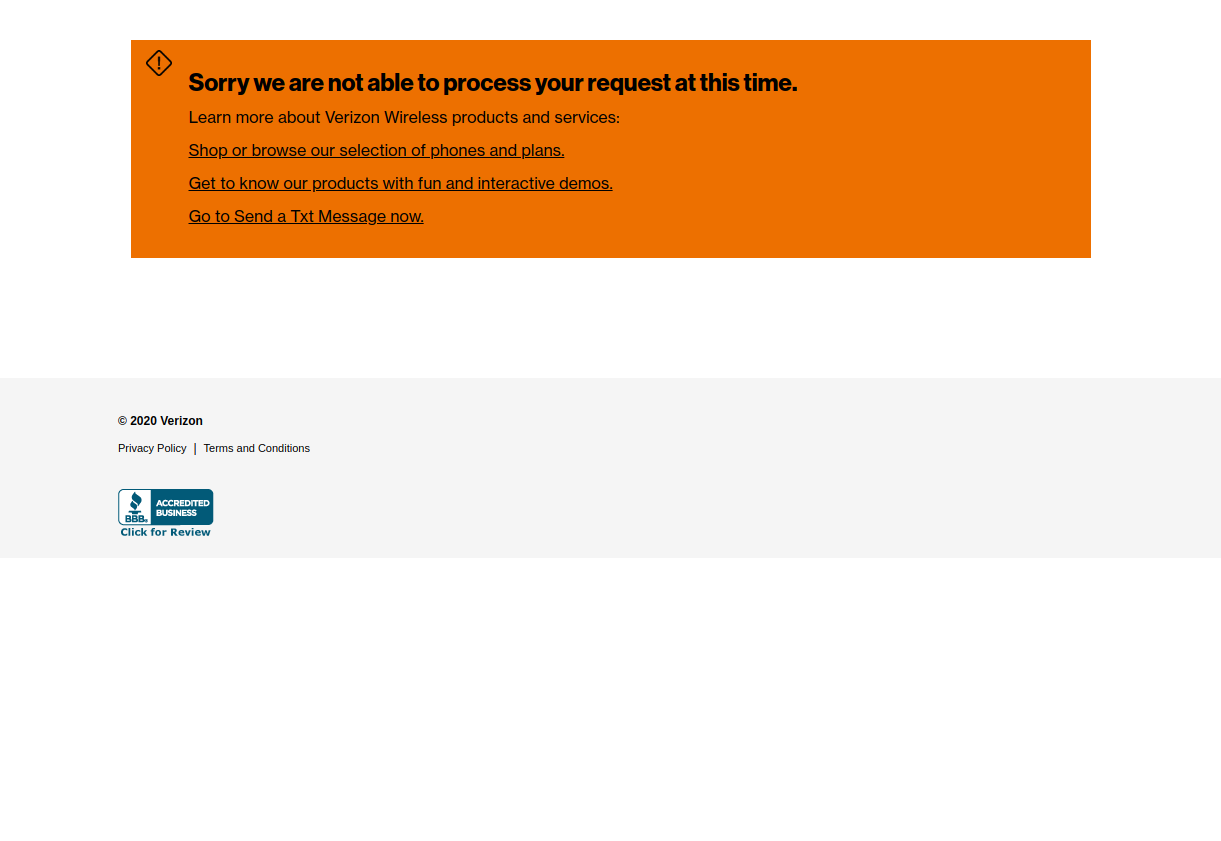 Sorry we are not able to process your request at this time.
Learn more about Verizon Wireless products and services:
Shop or browse our selection of phones and plans.
Get to know our products with fun and interactive demos.
Go to Send a Txt Message now.
© 2020 Verizon
Privacy Policy | Terms and Conditions
ACCREDITED
BUSINESS
BBB.
Click for Review